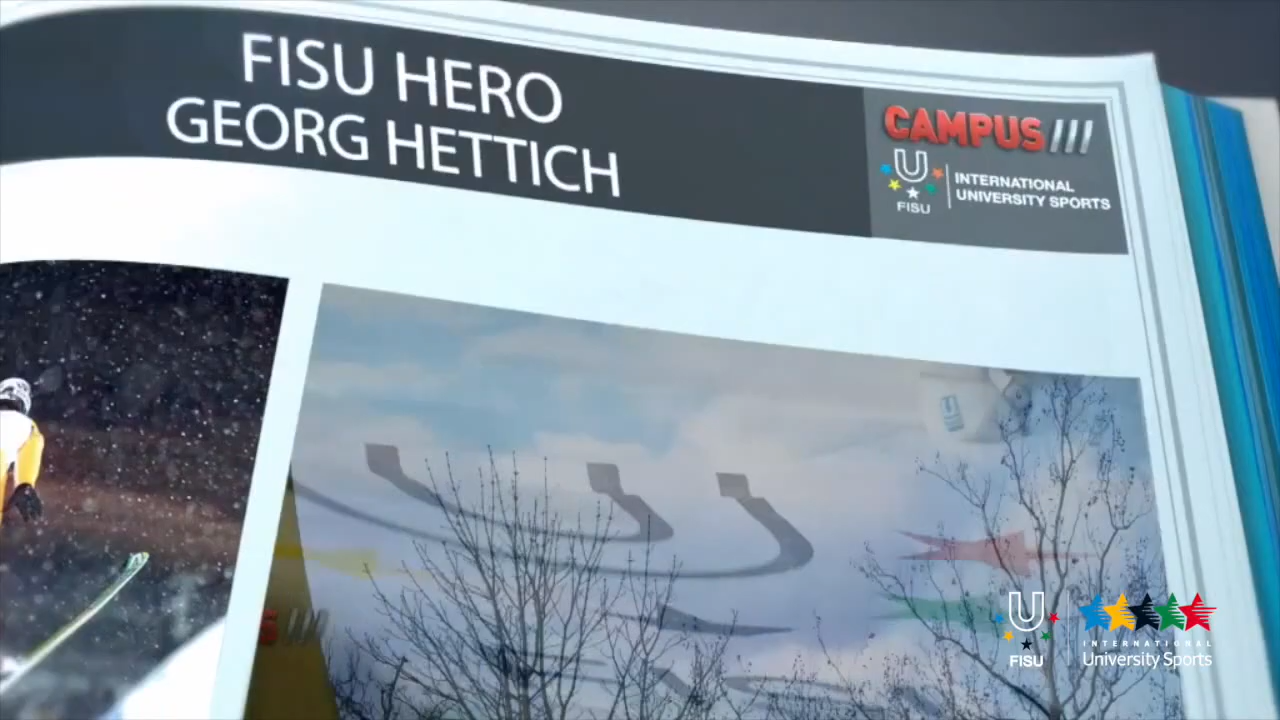 FISU HERO
GEORG HETTICH
CAMPUS///
FISU
INTERNATIONAL
UNIVERSITY SPORTS
S///
FISU
INTERNATIONAL
University Sports